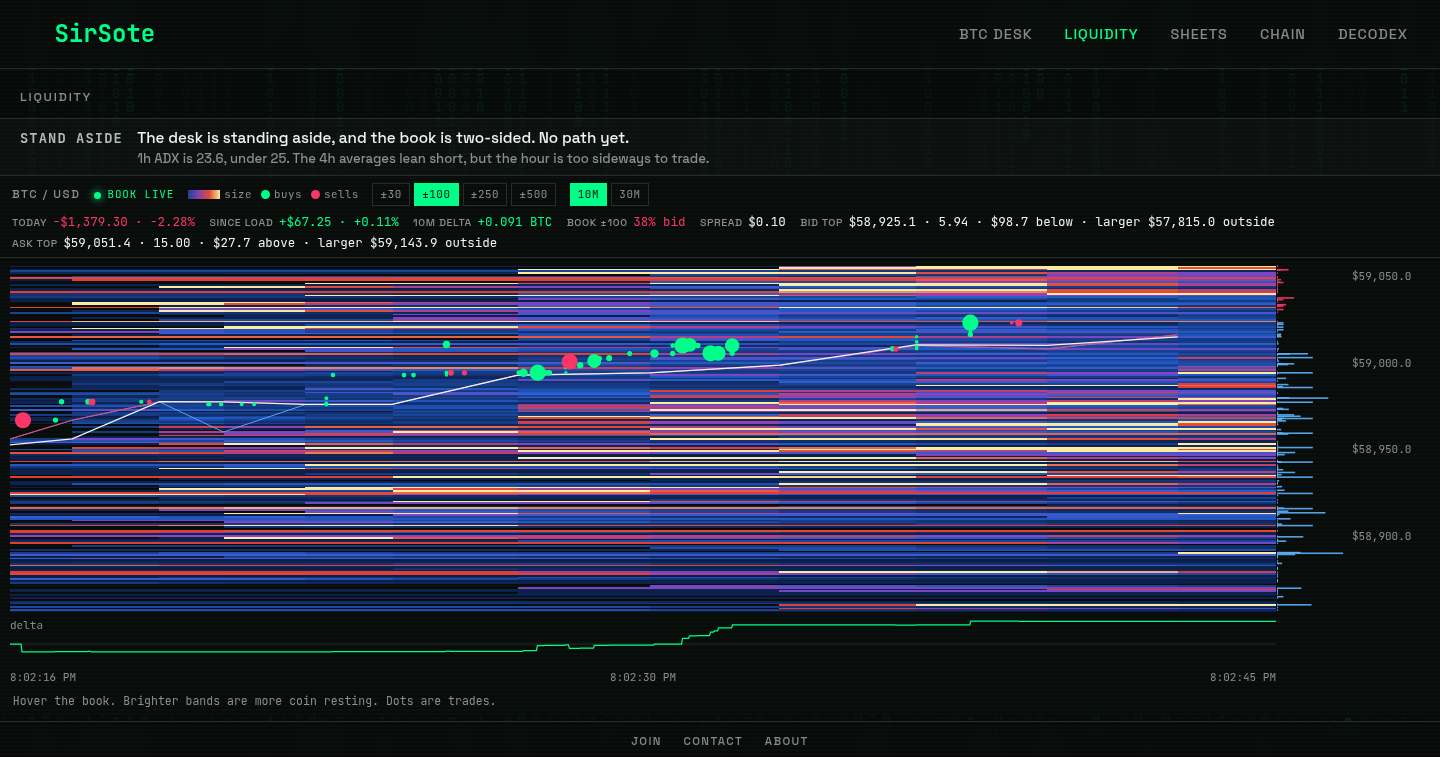 SirSote
BTC DESK LIQUIDITY SHEETS CHAIN DECODEX
LIQUIDITY
STAND ASIDE The desk is standing aside, and the book is two-sided. No path yet.
1h ADX is 23.6, under 25. The 4h averages lean short, but the hour is too sideways to trade.
BTC / USD BOOK LIVE size buys sells ±30 ±100 ±250 ±500 10M 30M
TODAY -$1,379.30 · -2.28% SINCE LOAD +$67.25 · +0.11% 10M DELTA +0.091 BTC BOOK ±100 38% bid SPREAD $0.10 BID TOP $58,925.1 · 5.94 · $98.7 below · larger $57,815.0 outside
ASK TOP $59,051.4 · 15.00 · $27.7 above · larger $59,143.9 outside
$59,050.0
$59,000.0
$58,950.0
$58,900.0
delta
8:02:16 PM 8:02:30 PM 8:02:45 PM
Hover the book. Brighter bands are more coin resting. Dots are trades.
JOIN CONTACT ABOUT